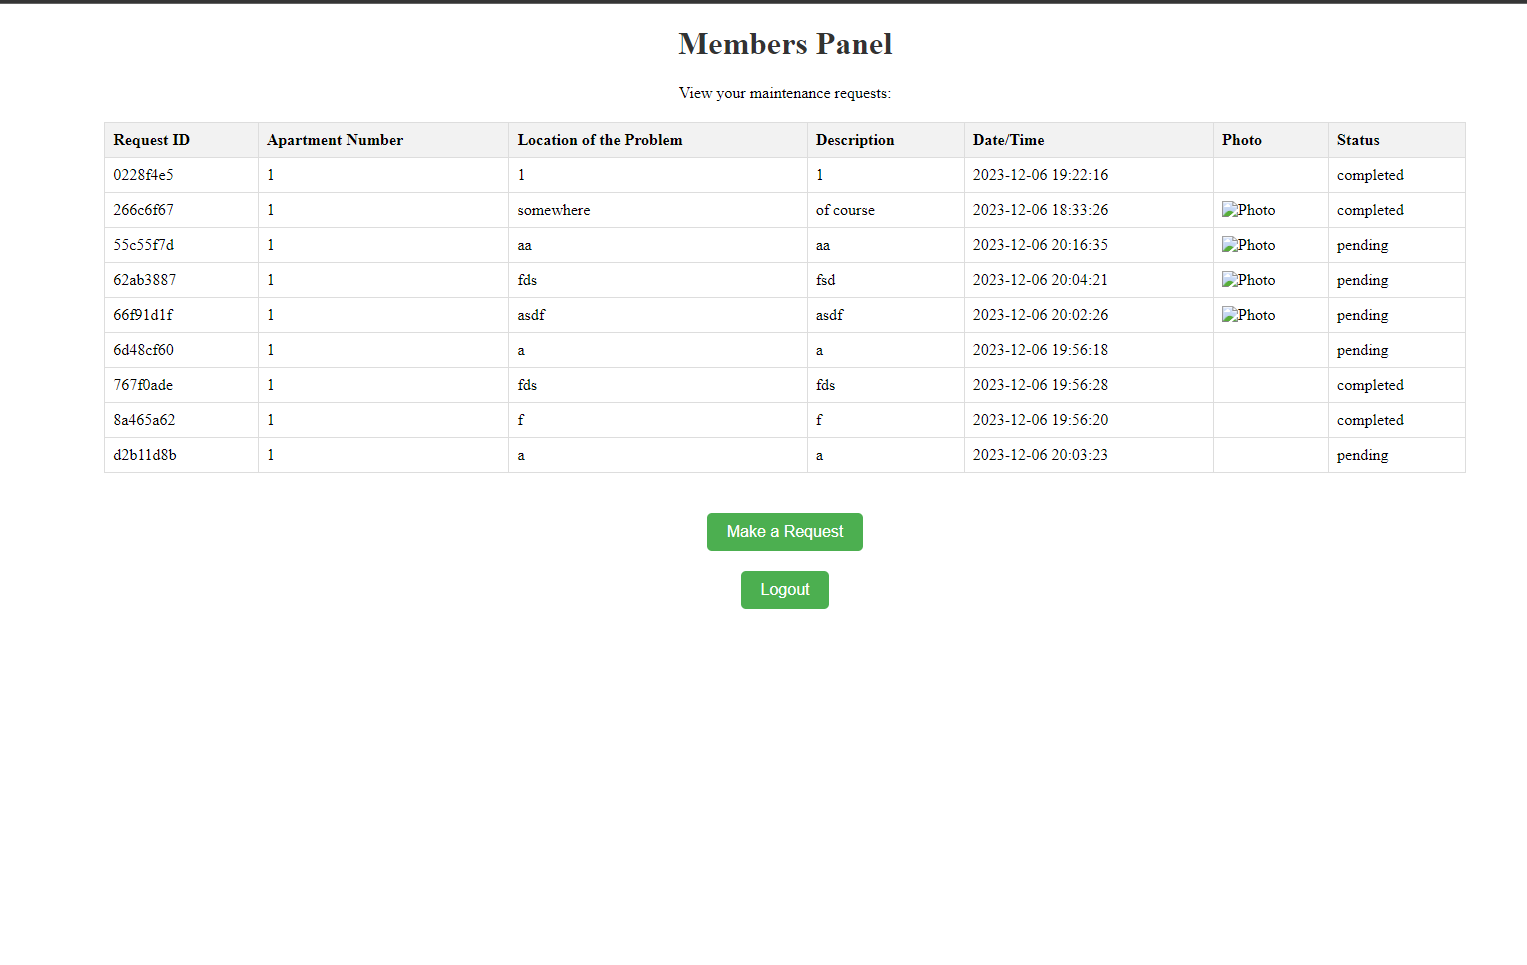 Members Panel
View your maintenance requests:
Request ID Apartment Number Location of the Problem Description Date/Time Photo Status
0228f4e5 1 1 1 2023-12-06 19:22:16 completed
266c6f67 1 somewhere of course 2023-12-06 18:33:26 Photo completed
55c55f7d 1 aa aa 2023-12-06 20:16:35 Photo pending
62ab3887 1 fds fsd 2023-12-06 20:04:21 Photo pending
66f91d1f 1 asdf asdf 2023-12-06 20:02:26 Photo pending
6d48cf60 1 a a 2023-12-06 19:56:18 pending
767f0ade 1 fds fds 2023-12-06 19:56:28 completed
8a465a62 1 f f 2023-12-06 19:56:20 completed
d2b11d8b 1 a a 2023-12-06 20:03:23 pending
Make a Request
Logout